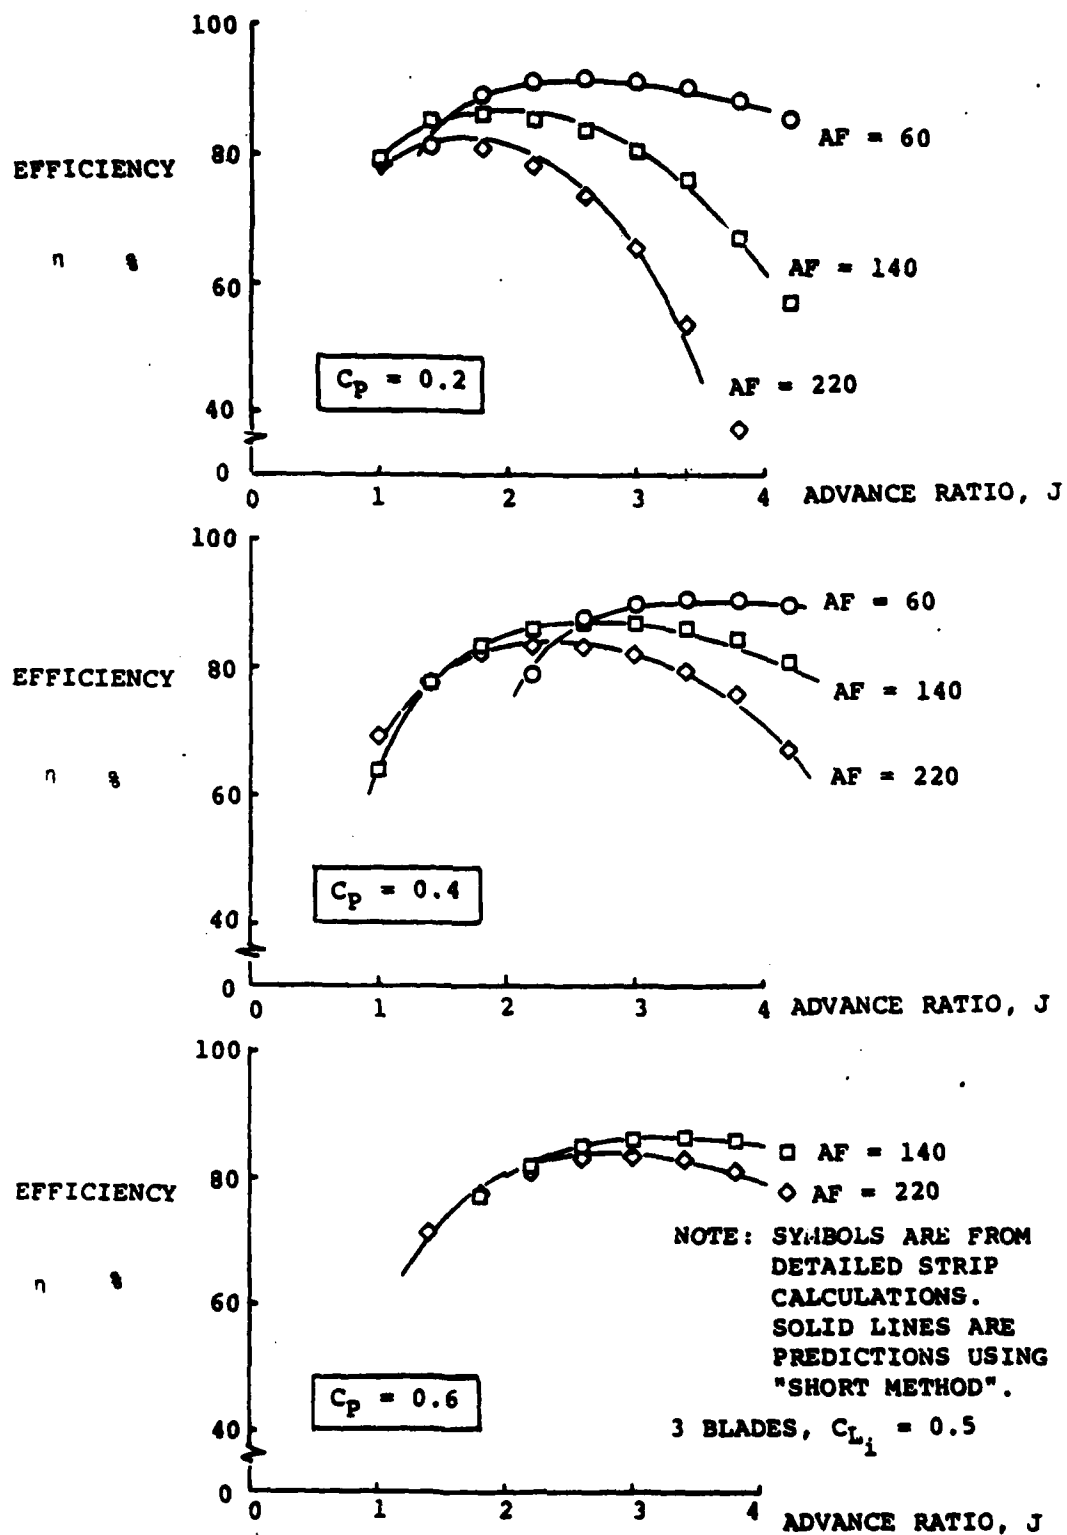 100
80
60
40
0
EFFICIENCY
η %
C_P = 0.2
AF = 60
AF = 140
AF = 220
0 1 2 3 4 ADVANCE RATIO, J
100
80
60
40
0
EFFICIENCY
η %
C_P = 0.4
AF = 60
AF = 140
AF = 220
0 1 2 3 4 ADVANCE RATIO, J
100
80
60
40
0
EFFICIENCY
η %
C_P = 0.6
AF = 140
AF = 220
NOTE: SYMBOLS ARE FROM
DETAILED STRIP
CALCULATIONS.
SOLID LINES ARE
PREDICTIONS USING
"SHORT METHOD".
3 BLADES, C_L_i = 0.5
0 1 2 3 4 ADVANCE RATIO, J